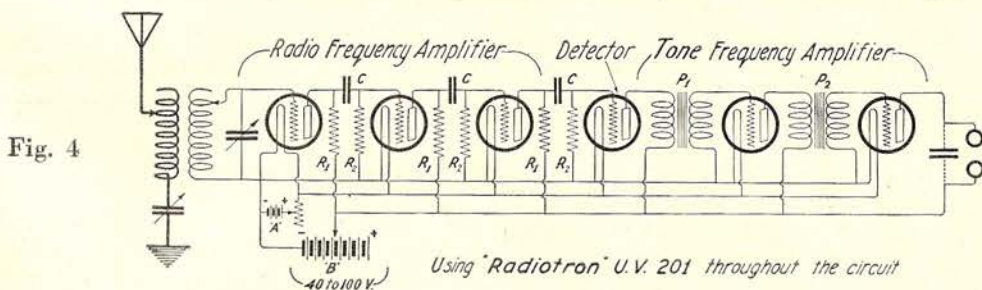 Radio Frequency Amplifier Detector Tone Frequency Amplifier
C C C P₁ P₂
Fig. 4
R₁ R₂ R₁ R₂ R₁ R₂
- + "A" -
+
"B"
40 to 100 V.
Using "Radiotron" U.V. 201 throughout the circuit